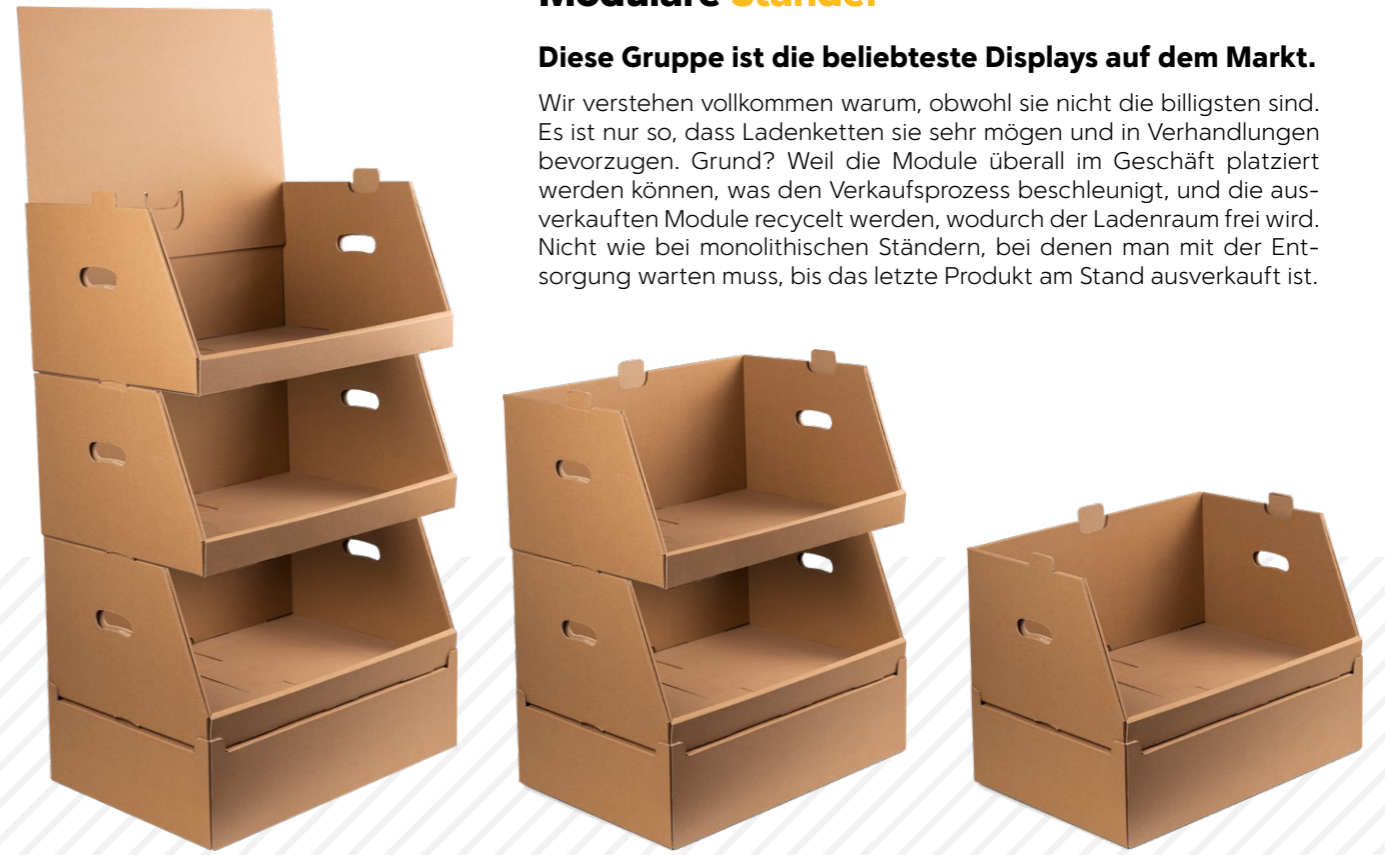 Modulare Ständer
Diese Gruppe ist die beliebteste Displays auf dem Markt.
Wir verstehen vollkommen warum, obwohl sie nicht die billigsten sind.
Es ist nur so, dass Ladenketten sie sehr mögen und in Verhandlungen
bevorzugen. Grund? Weil die Module überall im Geschäft platziert
werden können, was den Verkaufsprozess beschleunigt, und die aus-
verkauften Module recycelt werden, wodurch der Ladenraum frei wird.
Nicht wie bei monolithischen Ständern, bei denen man mit der Ent-
sorgung warten muss, bis das letzte Produkt am Stand ausverkauft ist.